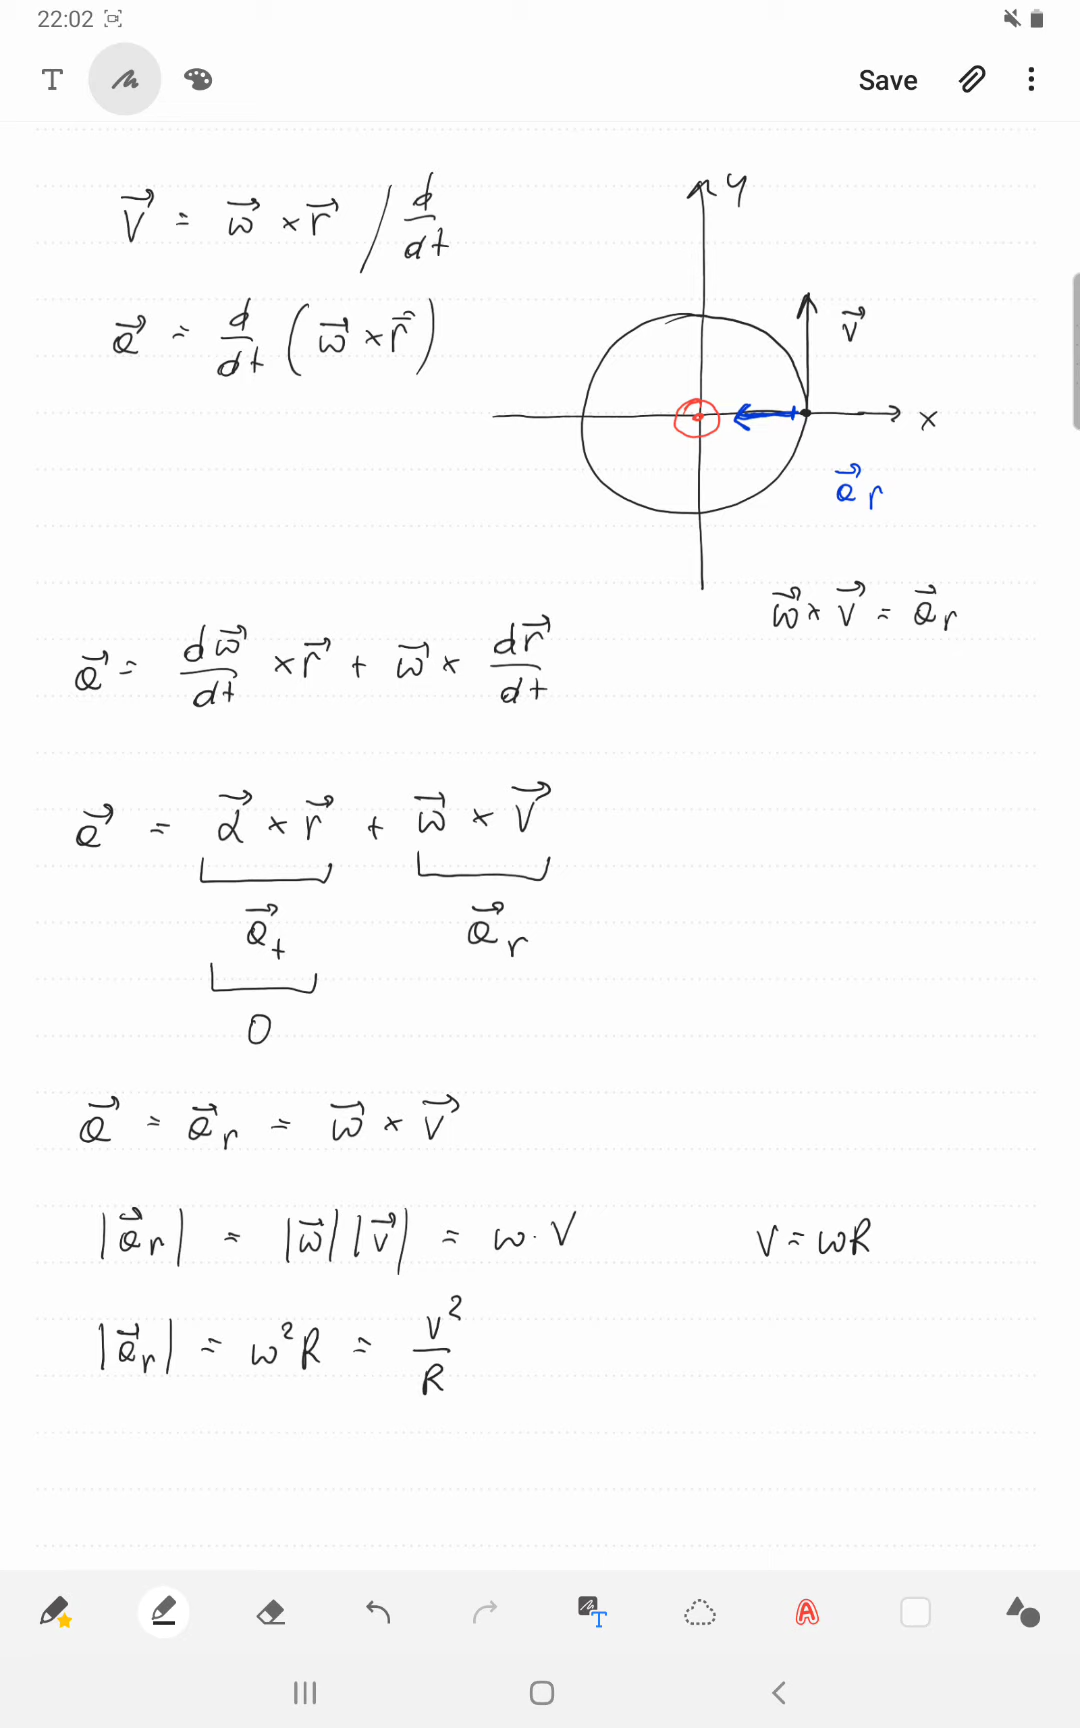 22:02
T Save
v⃗ = ω⃗ × r⃗ / d/dt
y
a⃗ = d/dt (ω⃗ × r⃗)
v⃗
x
a⃗r
ω⃗ × v⃗ = a⃗r
a⃗ = dω⃗/dt × r⃗ + ω⃗ × dr⃗/dt
a⃗ = α⃗ × r⃗ + ω⃗ × v⃗
a⃗t a⃗r
0
a⃗ = a⃗r = ω⃗ × v⃗
|a⃗r| = |ω⃗||v⃗| = ω · v v = ωR
|a⃗r| = ω²R = v²/R
T A